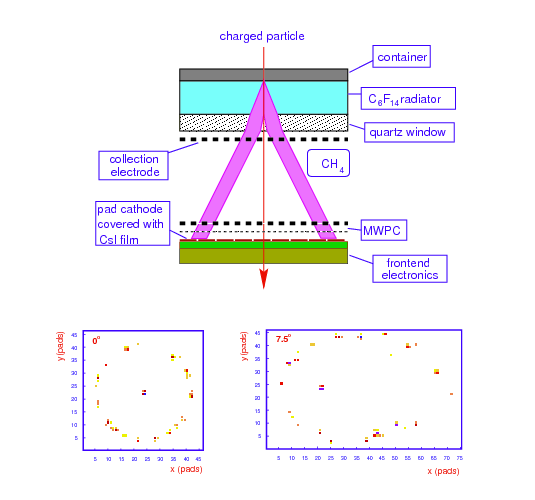 charged particle
container
C6F14 radiator
quartz window
collection
electrode
CH4
pad cathode
covered with
CsI film
MWPC
frontend
electronics
y (pads)
0°
45
40
35
30
25
20
15
10
5
5 10 15 20 25 30 35 40 45
x (pads)
y (pads)
7.5°
45
40
35
30
25
20
15
10
5
5 10 15 20 25 30 35 40 45 50 55 60 65 70 75
x (pads)